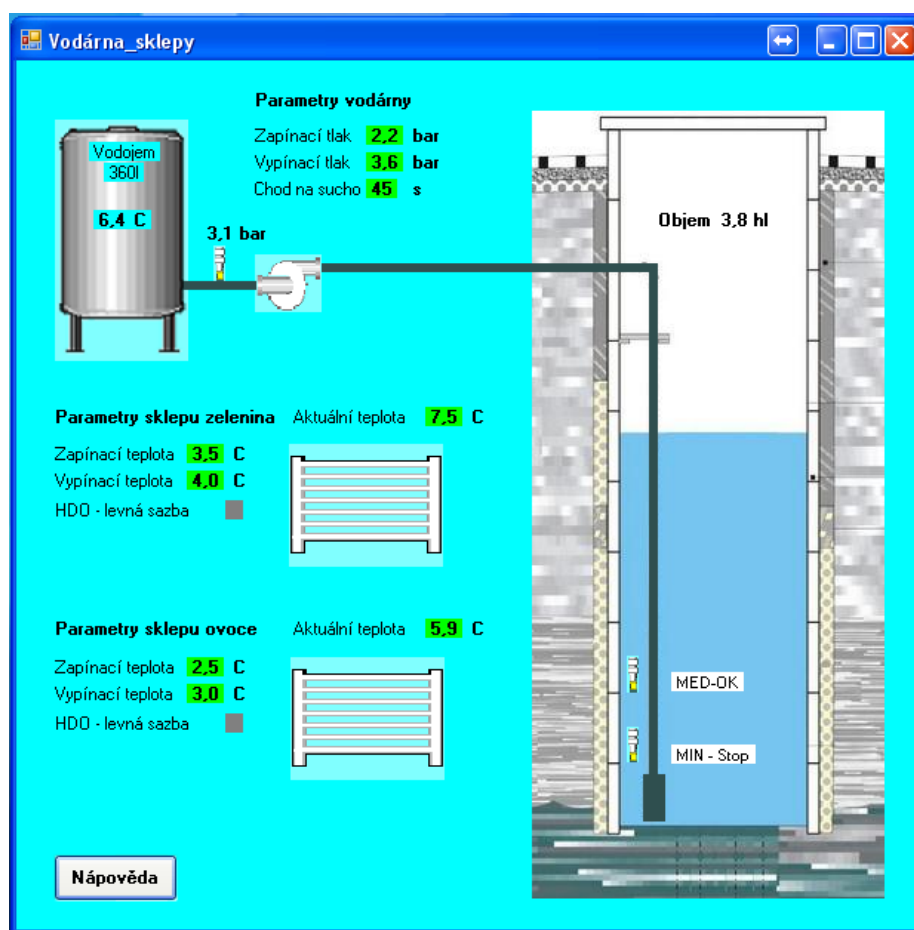 Vodárna_sklepy
Parametry vodárny
Zapínací tlak 2,2 bar
Vypínací tlak 3,6 bar
Chod na sucho 45 s
Vodojem
360l
6,4 C
3,1 bar
Objem 3,8 hl
Parametry sklepu zelenina Aktuální teplota 7,5 C
Zapínací teplota 3,5 C
Vypínací teplota 4,0 C
HDO - levná sazba
Parametry sklepu ovoce Aktuální teplota 5,9 C
Zapínací teplota 2,5 C
Vypínací teplota 3,0 C
HDO - levná sazba
MED-OK
MIN - Stop
Nápověda